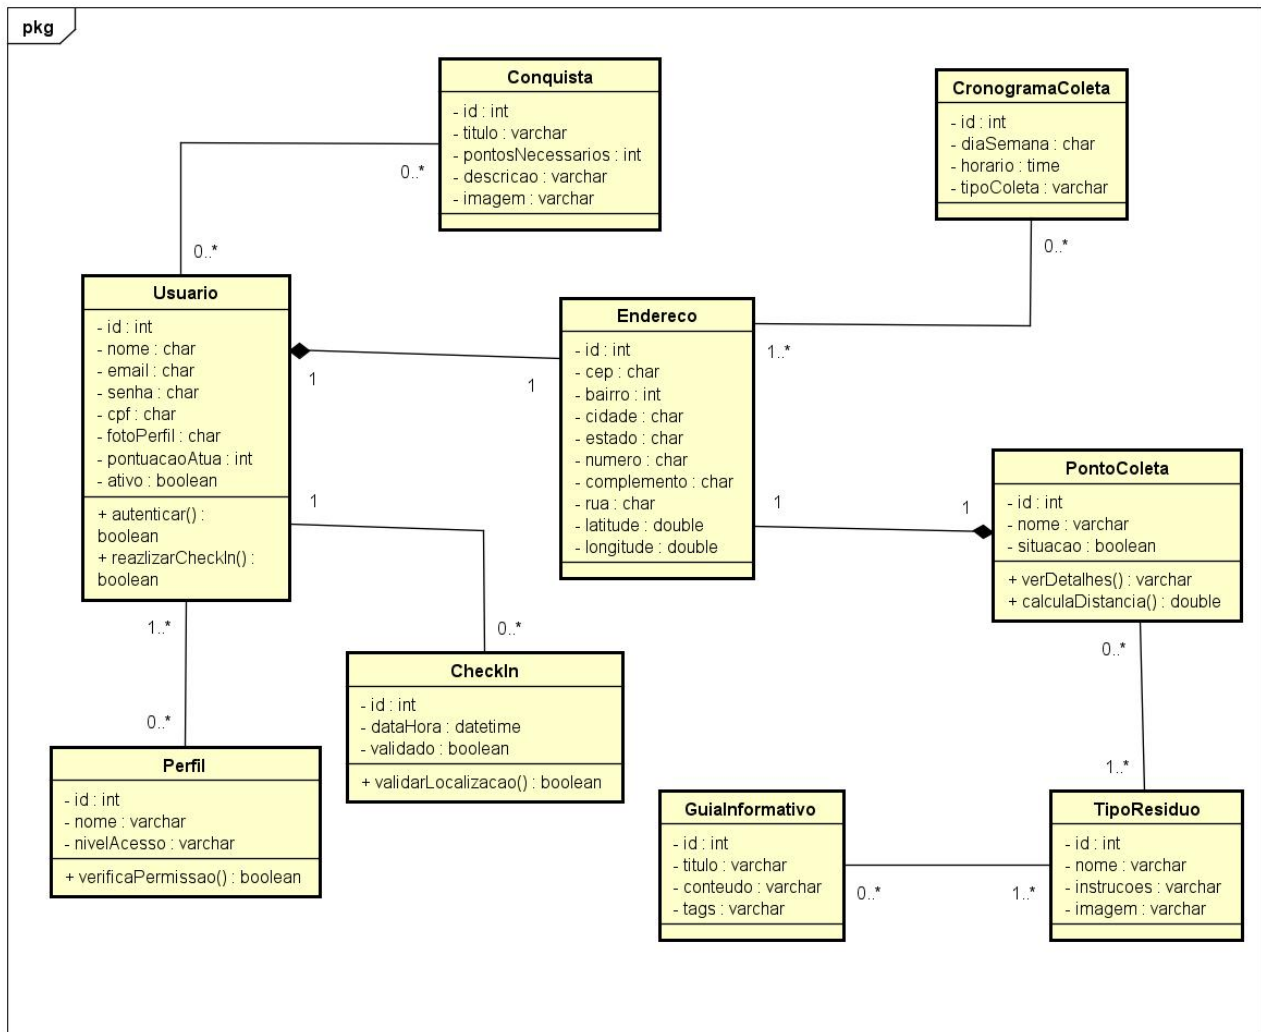 pkg
Conquista
- id : int
- titulo : varchar
- pontosNecessarios : int
- descricao : varchar
- imagem : varchar
0..*
0..*
CronogramaColeta
- id : int
- diaSemana : char
- horario : time
- tipoColeta : varchar
0..*
1..*
Usuario
- id : int
- nome : char
- email : char
- senha : char
- cpf : char
- fotoPerfil : char
- pontuacaoAtua : int
- ativo : boolean
+ autenticar() :
boolean
+ reazlizarCheckIn() :
boolean
1
1
Endereco
- id : int
- cep : char
- bairro : int
- cidade : char
- estado : char
- numero : char
- complemento : char
- rua : char
- latitude : double
- longitude : double
1
1
PontoColeta
- id : int
- nome : varchar
- situacao : boolean
+ verDetalhes() : varchar
+ calculaDistancia() : double
1
0..*
CheckIn
- id : int
- dataHora : datetime
- validado : boolean
+ validarLocalizacao() : boolean
1..*
0..*
Perfil
- id : int
- nome : varchar
- nivelAcesso : varchar
+ verificaPermissao() : boolean
0..*
1..*
GuiaInformativo
- id : int
- titulo : varchar
- conteudo : varchar
- tags : varchar
0..*
1..*
TipoResiduo
- id : int
- nome : varchar
- instrucoes : varchar
- imagem : varchar